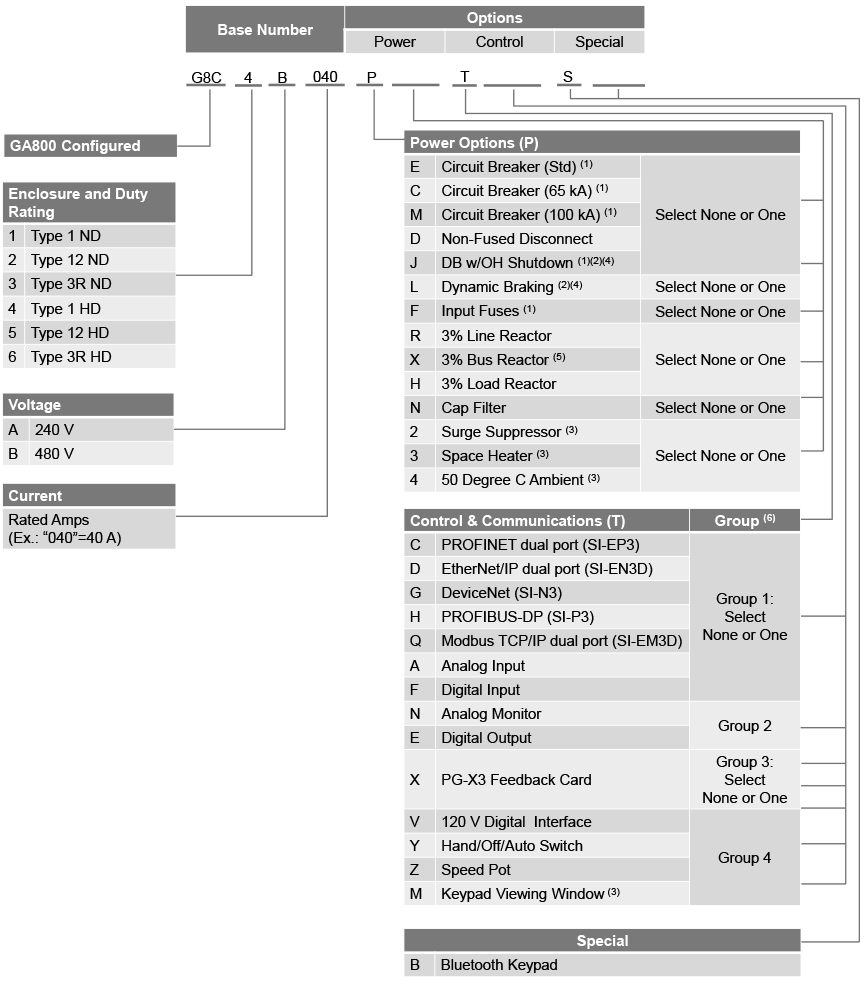 Base Number
Options
Power Control Special
G8C 4 B 040 P T S
GA800 Configured
Enclosure and Duty
Rating
1 Type 1 ND
2 Type 12 ND
3 Type 3R ND
4 Type 1 HD
5 Type 12 HD
6 Type 3R HD
Voltage
A 240 V
B 480 V
Current
Rated Amps
(Ex.: “040”=40 A)
Power Options (P)
E Circuit Breaker (Std) (1)
C Circuit Breaker (65 kA) (1)
M Circuit Breaker (100 kA) (1)
D Non-Fused Disconnect
J DB w/OH Shutdown (1)(2)(4)
Select None or One
L Dynamic Braking (2)(4) Select None or One
F Input Fuses (1) Select None or One
R 3% Line Reactor
X 3% Bus Reactor (5)
H 3% Load Reactor
Select None or One
N Cap Filter Select None or One
2 Surge Suppressor (3)
3 Space Heater (3)
4 50 Degree C Ambient (3)
Select None or One
Control & Communications (T) Group (6)
C PROFINET dual port (SI-EP3)
D EtherNet/IP dual port (SI-EN3D)
G DeviceNet (SI-N3)
H PROFIBUS-DP (SI-P3)
Q Modbus TCP/IP dual port (SI-EM3D)
A Analog Input
F Digital Input
Group 1:
Select
None or One
N Analog Monitor
E Digital Output
Group 2
X PG-X3 Feedback Card
Group 3:
Select
None or One
V 120 V Digital Interface
Y Hand/Off/Auto Switch
Z Speed Pot
M Keypad Viewing Window (3)
Group 4
Special
B Bluetooth Keypad